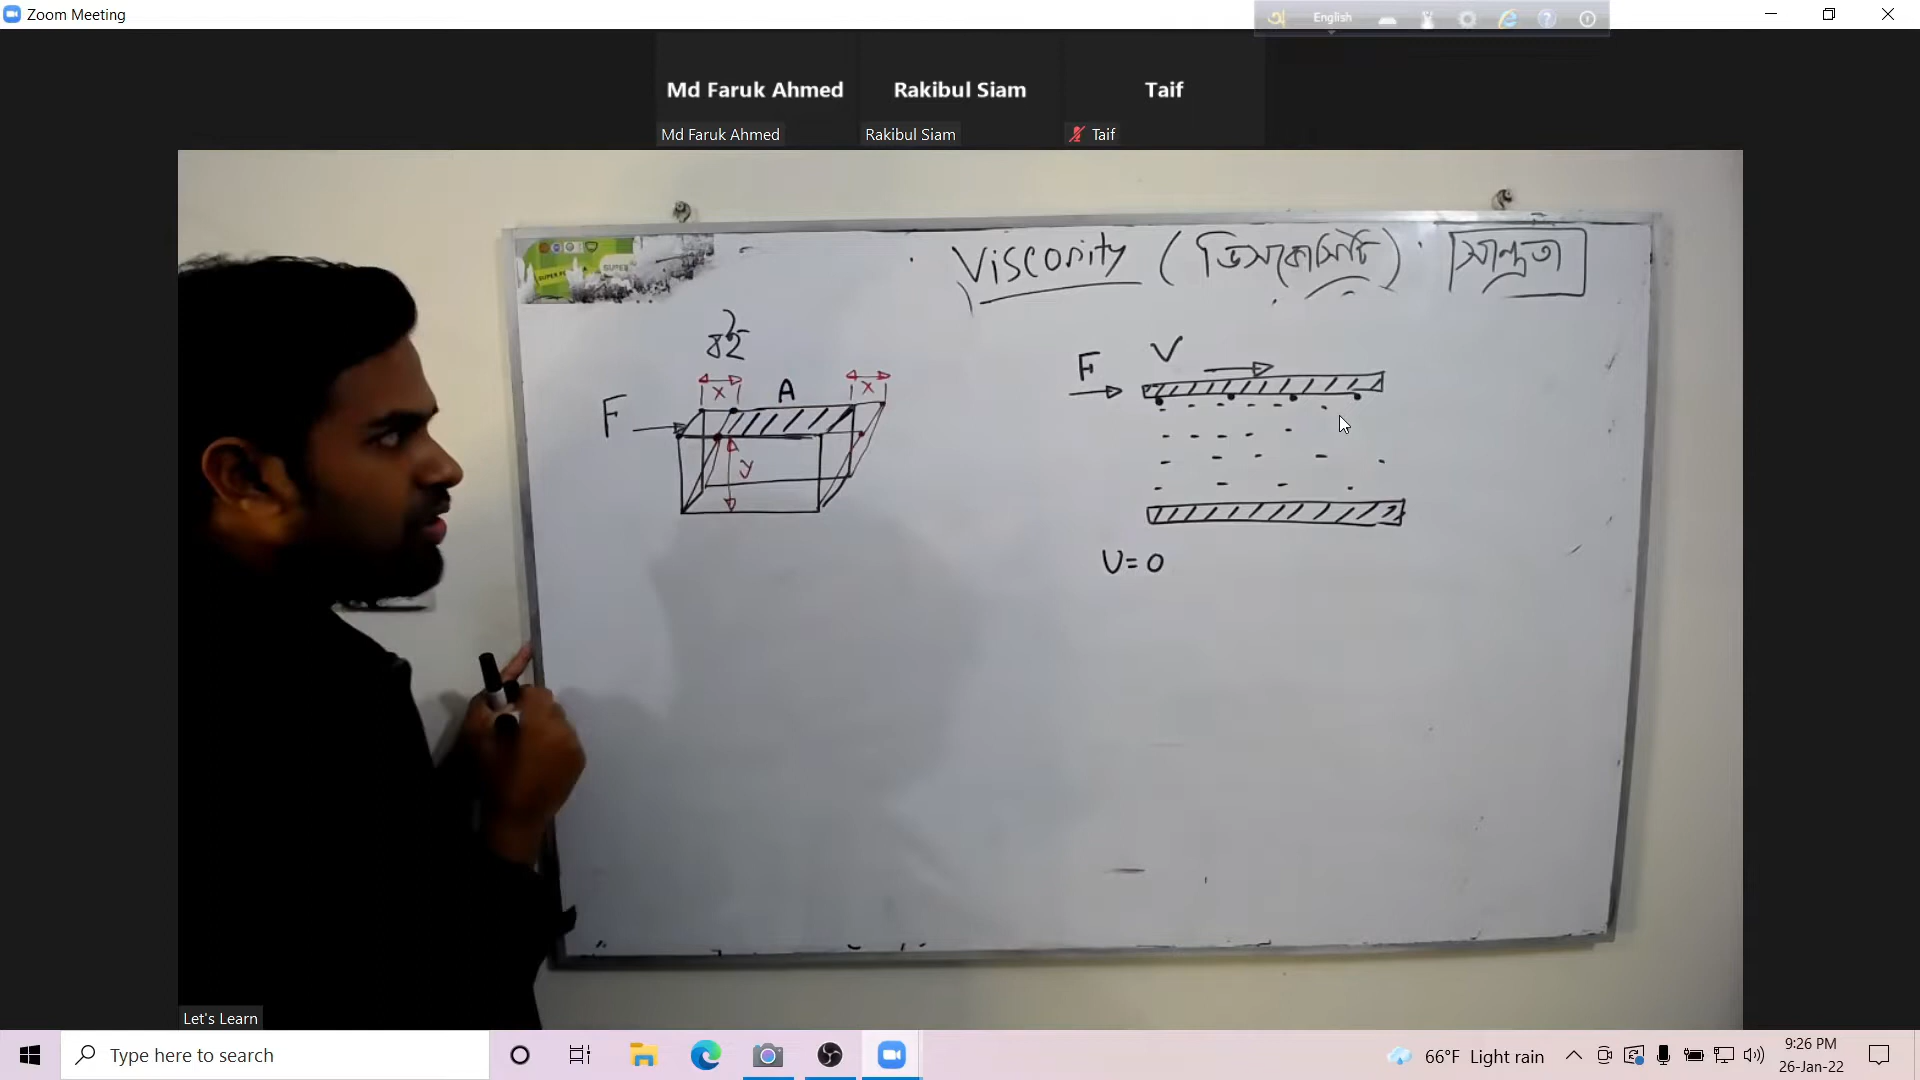 Zoom Meeting
English
Md Faruk Ahmed
Rakibul Siam
Taif
Md Faruk Ahmed
Rakibul Siam
Taif
Viscosity (ভিসকোসিটি) সান্দ্রতা
F
x
A
x
y
F
V
V=0
Let's Learn
Type here to search
66°F Light rain
9:26 PM
26-Jan-22